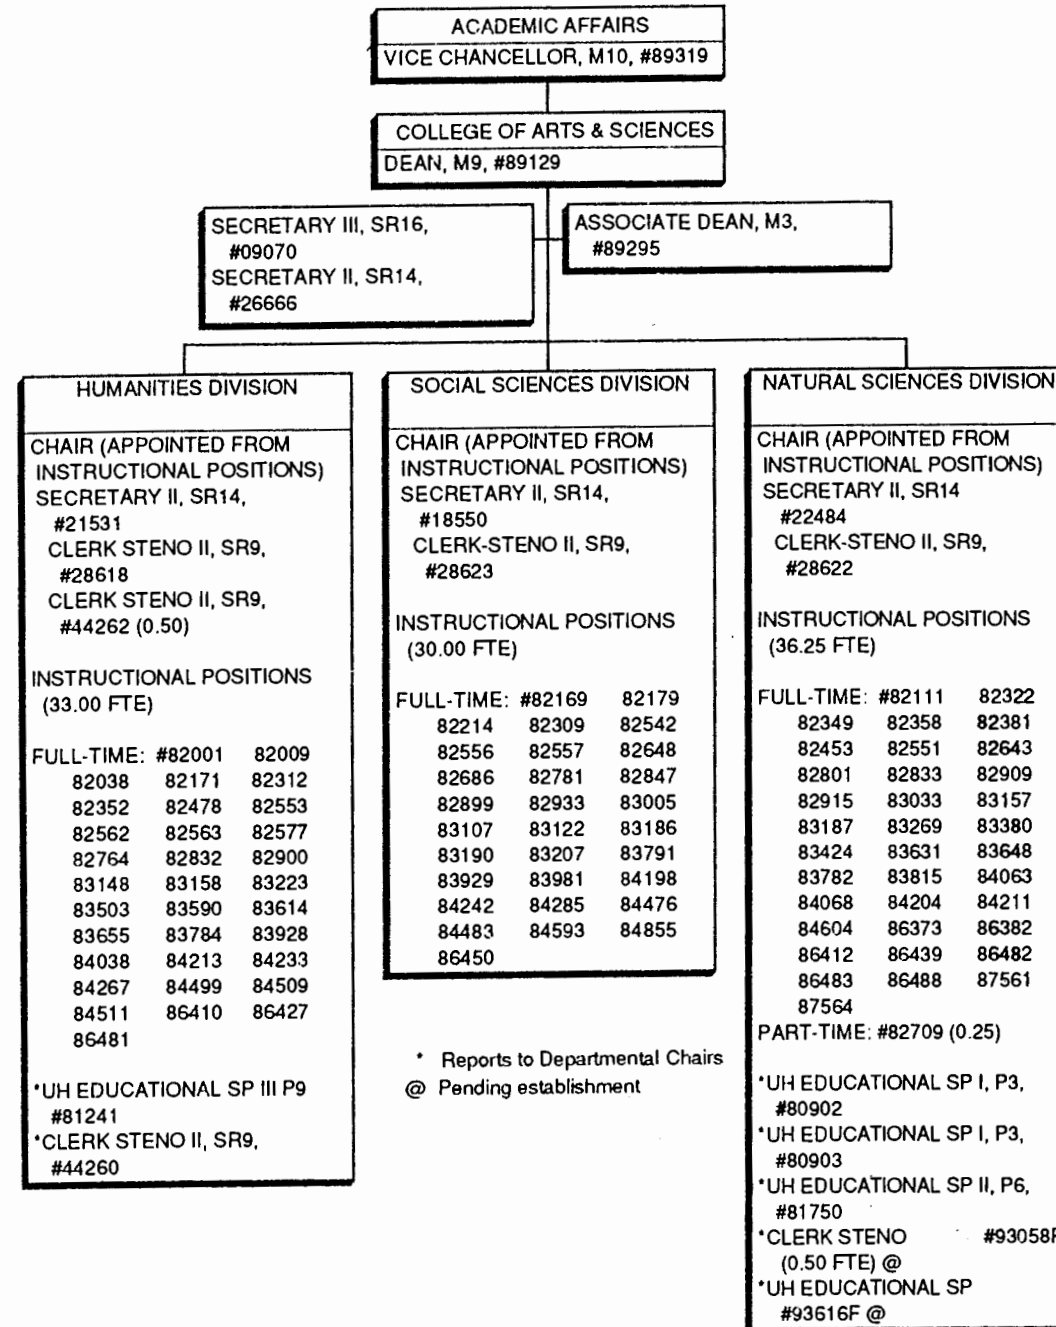 ACADEMIC AFFAIRS
VICE CHANCELLOR, M10, #89319
COLLEGE OF ARTS & SCIENCES
DEAN, M9, #89129
SECRETARY III, SR16,
#09070
SECRETARY II, SR14,
#26666
ASSOCIATE DEAN, M3,
#89295
HUMANITIES DIVISION
CHAIR (APPOINTED FROM
INSTRUCTIONAL POSITIONS)
SECRETARY II, SR14,
#21531
CLERK STENO II, SR9,
#28618
CLERK STENO II, SR9,
#44262 (0.50)
INSTRUCTIONAL POSITIONS
(33.00 FTE)
FULL-TIME: #82001 82009
82038 82171 82312
82352 82478 82553
82562 82563 82577
82764 82832 82900
83148 83158 83223
83503 83590 83614
83655 83784 83928
84038 84213 84233
84267 84499 84509
84511 86410 86427
86481
*UH EDUCATIONAL SP III P9
#81241
*CLERK STENO II, SR9,
#44260
SOCIAL SCIENCES DIVISION
CHAIR (APPOINTED FROM
INSTRUCTIONAL POSITIONS)
SECRETARY II, SR14,
#18550
CLERK-STENO II, SR9,
#28623
INSTRUCTIONAL POSITIONS
(30.00 FTE)
FULL-TIME: #82169 82179
82214 82309 82542
82556 82557 82648
82686 82781 82847
82899 82933 83005
83107 83122 83186
83190 83207 83791
83929 83981 84198
84242 84285 84476
84483 84593 84855
86450
* Reports to Departmental Chairs
@ Pending establishment
NATURAL SCIENCES DIVISION
CHAIR (APPOINTED FROM
INSTRUCTIONAL POSITIONS)
SECRETARY II, SR14
#22484
CLERK-STENO II, SR9,
#28622
INSTRUCTIONAL POSITIONS
(36.25 FTE)
FULL-TIME: #82111 82322
82349 82358 82381
82453 82551 82643
82801 82833 82909
82915 83033 83157
83187 83269 83380
83424 83631 83648
83782 83815 84063
84068 84204 84211
84604 86373 86382
86412 86439 86482
86483 86488 87561
87564
PART-TIME: #82709 (0.25)
*UH EDUCATIONAL SP I, P3,
#80902
*UH EDUCATIONAL SP I, P3,
#80903
*UH EDUCATIONAL SP II, P6,
#81750
*CLERK STENO #93058F
(0.50 FTE) @
*UH EDUCATIONAL SP
#93616F @